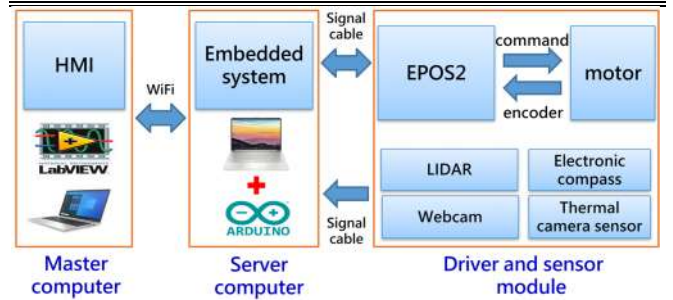 HMI
LabVIEW
Master
computer
WiFi
Embedded
system
ARDUINO
Server
computer
Signal
cable
Signal
cable
EPOS2
command
encoder
motor
LIDAR
Electronic
compass
Webcam
Thermal
camera sensor
Driver and sensor
module